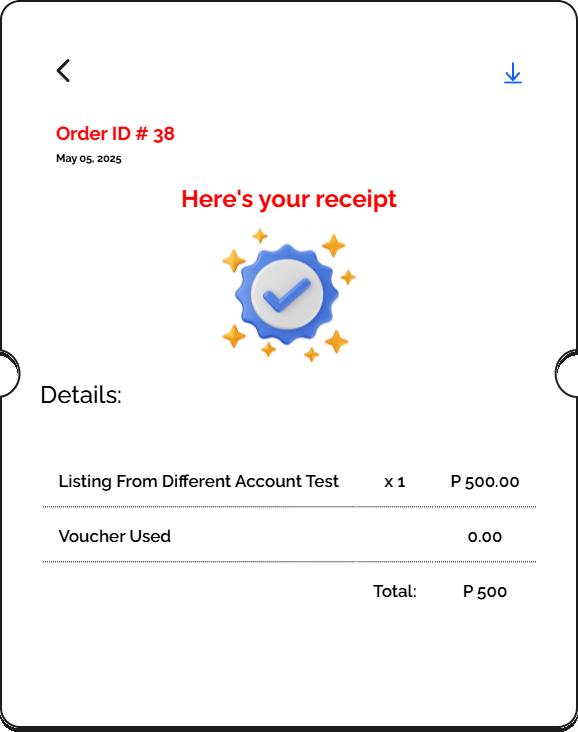 Order ID # 38
May 05, 2025
Here's your receipt
Details:
Listing From Different Account Test x 1 P 500.00
Voucher Used 0.00
Total: P 500